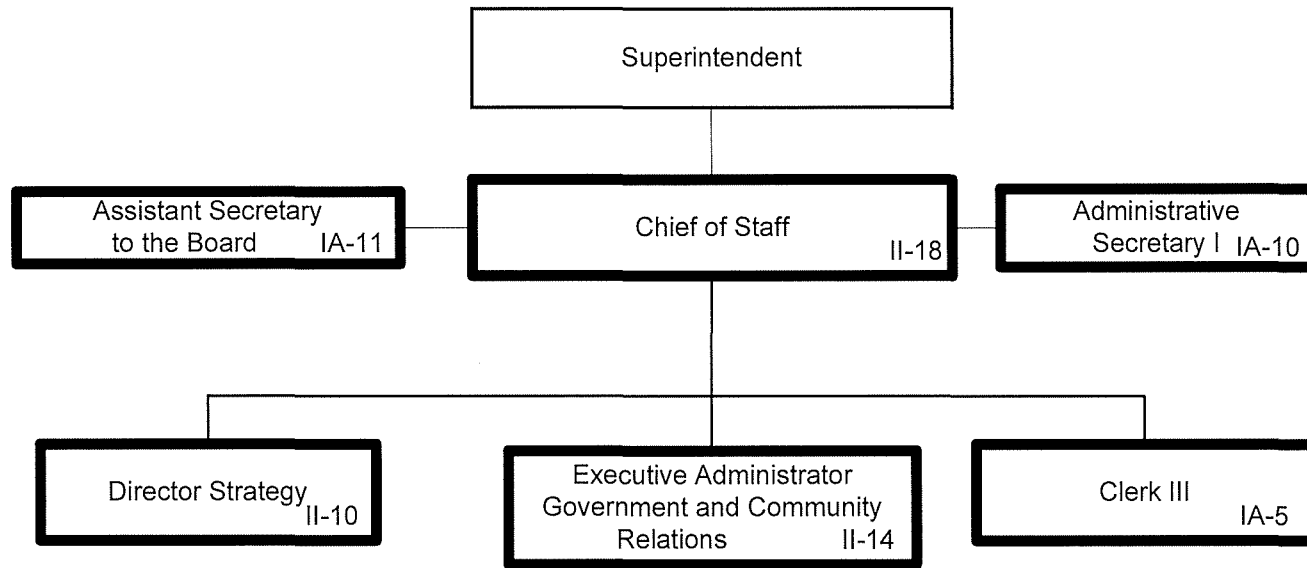 Superintendent
Assistant Secretary
to the Board IA-11
Chief of Staff
II-18
Administrative
Secretary I IA-10
Director Strategy
II-10
Executive Administrator
Government and Community
Relations II-14
Clerk III
IA-5